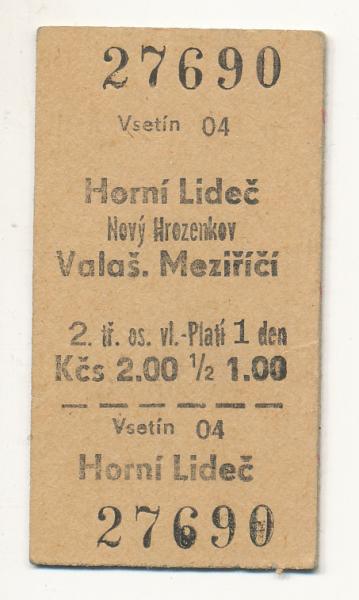 27690
Vsetín 04
Horní Lideč
Nový Hrozenkov
Valaš. Meziříčí
2. tř. os. vl.-Platí 1 den
Kčs 2.00 ½ 1.00
Vsetín 04
Horní Lideč
27690